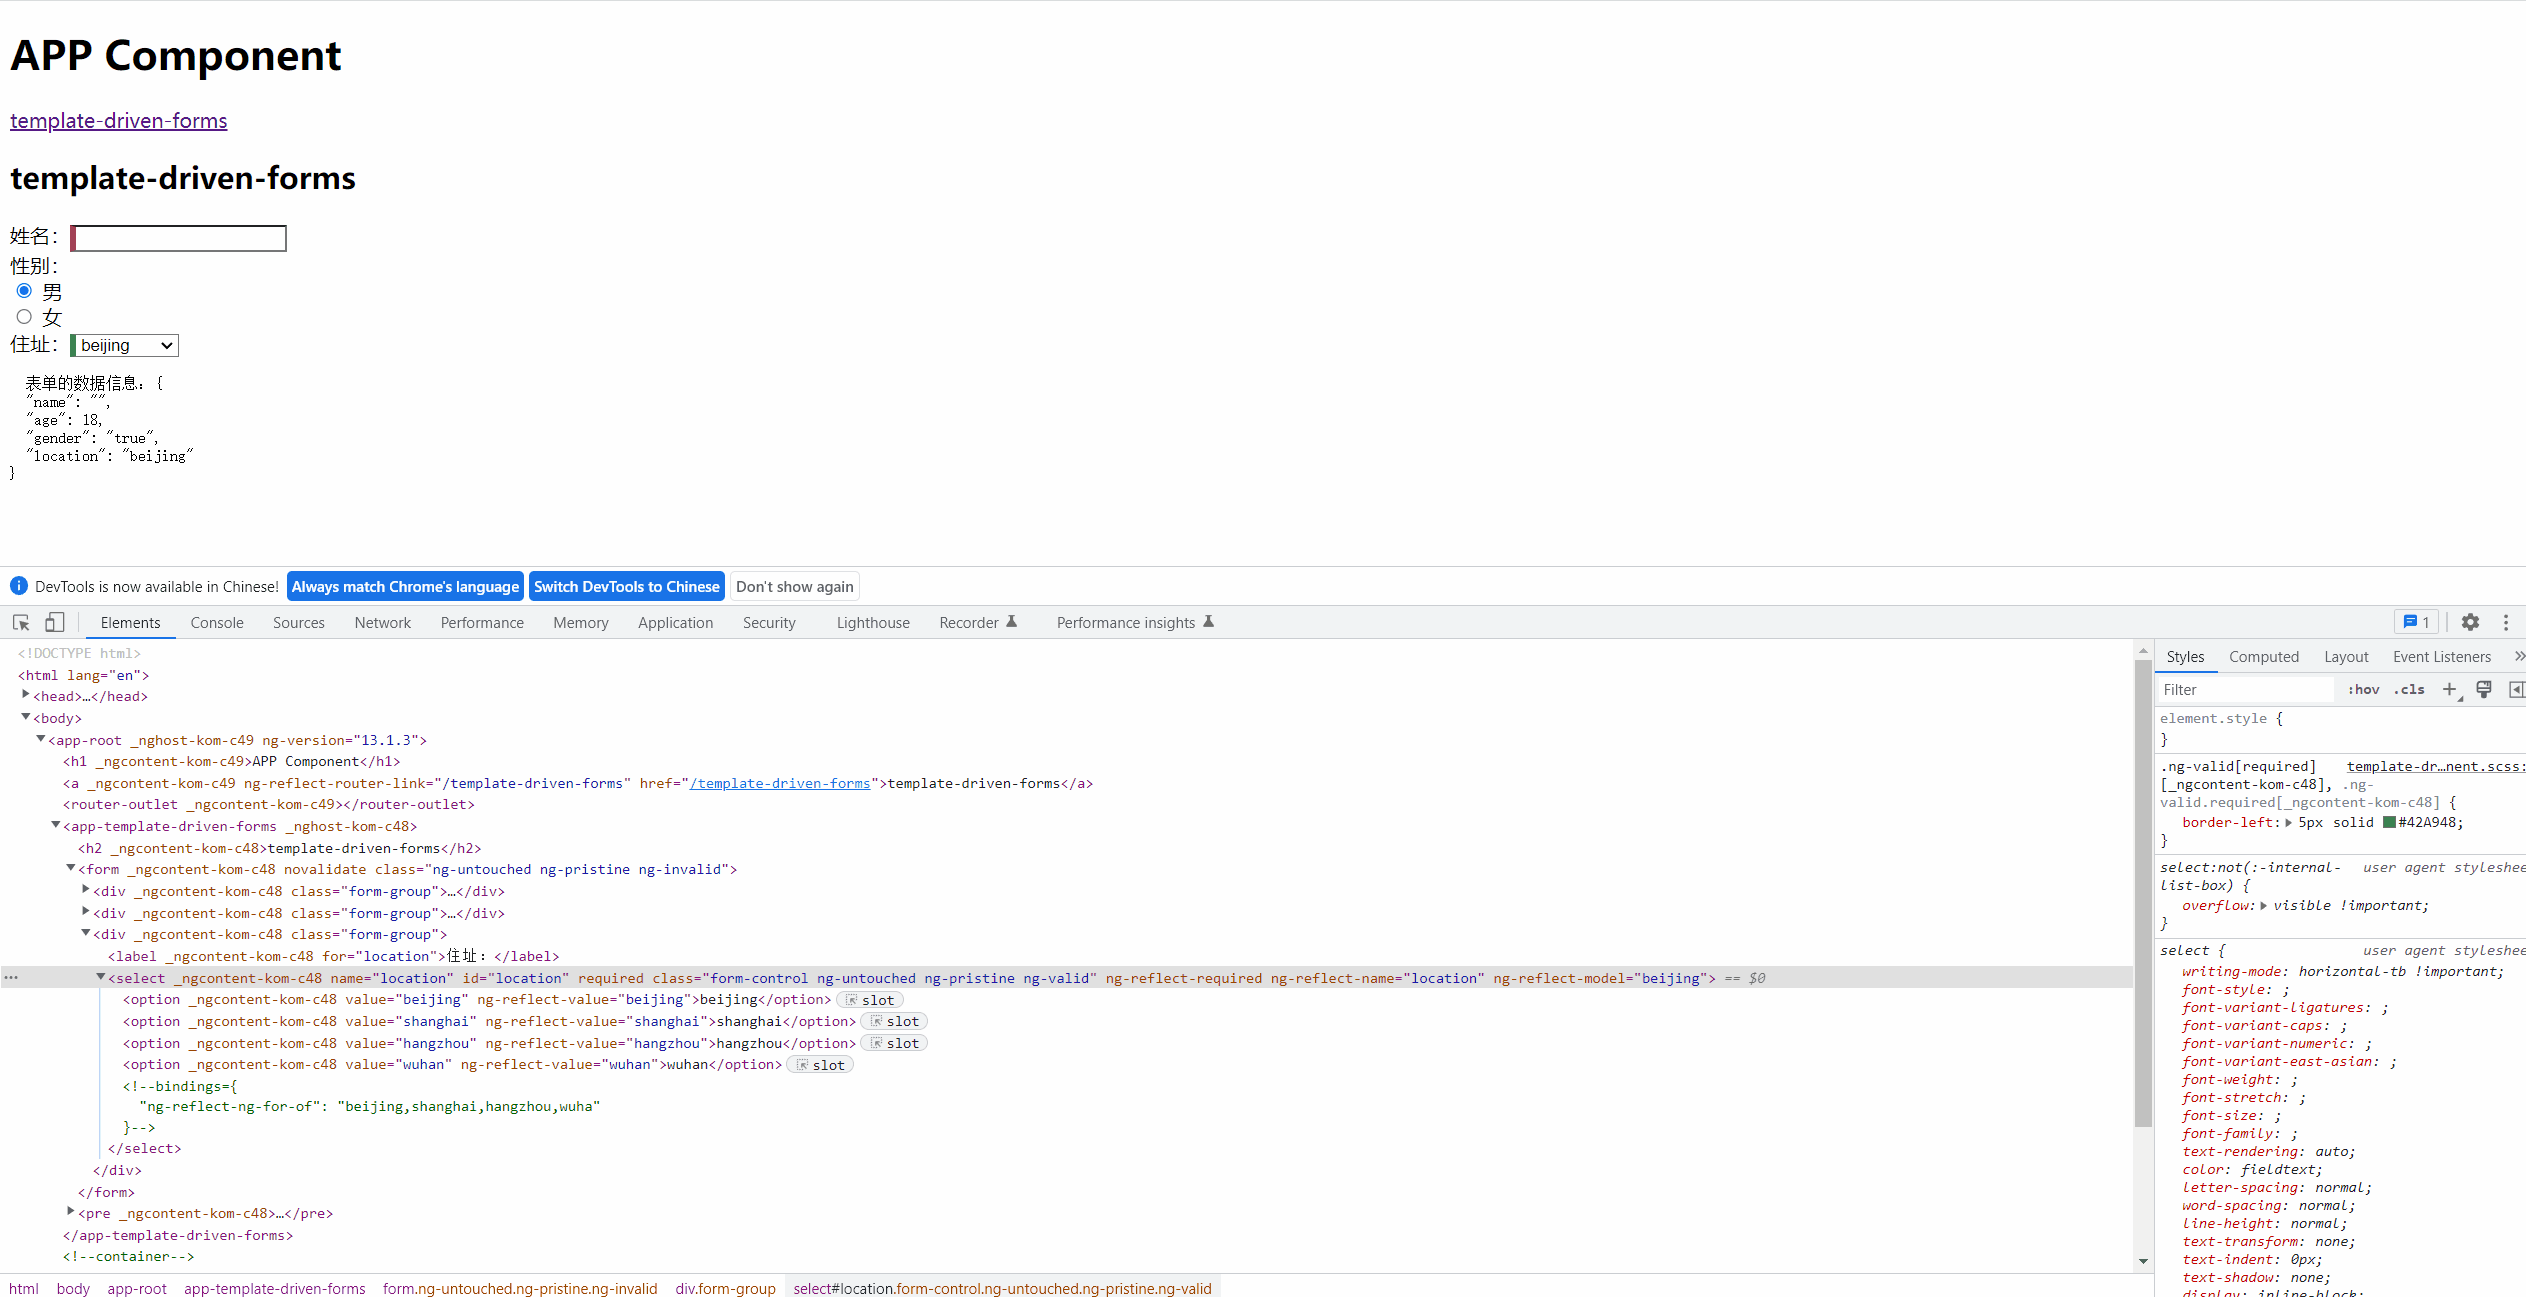 APP Component
template-driven-forms
template-driven-forms
姓名：
性别：
男
女
住址： beijing
表单的数据信息：{
"name": "",
"age": 18,
"gender": "true",
"location": "beijing"
}
DevTools is now available in Chinese! Always match Chrome's language Switch DevTools to Chinese Don't show again
Elements Console Sources Network Performance Memory Application Security Lighthouse Recorder Performance insights 1
<!DOCTYPE html>
<html lang="en">
<head>…</head>
<body>
<app-root _nghost-kom-c49 ng-version="13.1.3">
<h1 _ngcontent-kom-c49>APP Component</h1>
<a _ngcontent-kom-c49 ng-reflect-router-link="/template-driven-forms" href="/template-driven-forms">template-driven-forms</a>
<router-outlet _ngcontent-kom-c49></router-outlet>
<app-template-driven-forms _nghost-kom-c48>
<h2 _ngcontent-kom-c48>template-driven-forms</h2>
<form _ngcontent-kom-c48 novalidate class="ng-untouched ng-pristine ng-invalid">
<div _ngcontent-kom-c48 class="form-group">…</div>
<div _ngcontent-kom-c48 class="form-group">…</div>
<div _ngcontent-kom-c48 class="form-group">
<label _ngcontent-kom-c48 for="location">住址：</label>
… <select _ngcontent-kom-c48 name="location" id="location" required class="form-control ng-untouched ng-pristine ng-valid" ng-reflect-required ng-reflect-name="location" ng-reflect-model="beijing"> == $0
<option _ngcontent-kom-c48 value="beijing" ng-reflect-value="beijing">beijing</option> slot
<option _ngcontent-kom-c48 value="shanghai" ng-reflect-value="shanghai">shanghai</option> slot
<option _ngcontent-kom-c48 value="hangzhou" ng-reflect-value="hangzhou">hangzhou</option> slot
<option _ngcontent-kom-c48 value="wuhan" ng-reflect-value="wuhan">wuhan</option> slot
<!--bindings={
"ng-reflect-ng-for-of": "beijing,shanghai,hangzhou,wuha"
}-->
</select>
</div>
</form>
<pre _ngcontent-kom-c48>…</pre>
</app-template-driven-forms>
<!--container-->
html body app-root app-template-driven-forms form.ng-untouched.ng-pristine.ng-invalid div.form-group select#location.form-control.ng-untouched.ng-pristine.ng-valid
Styles Computed Layout Event Listeners »
Filter :hov .cls +
element.style {
}
.ng-valid[required] template-dr…nent.scss:
[_ngcontent-kom-c48], .ng-
valid.required[_ngcontent-kom-c48] {
border-left: 5px solid #42A948;
}
select:not(:-internal- user agent styleshee
list-box) {
overflow: visible !important;
}
select { user agent styleshee
writing-mode: horizontal-tb !important;
font-style: ;
font-variant-ligatures: ;
font-variant-caps: ;
font-variant-numeric: ;
font-variant-east-asian: ;
font-weight: ;
font-stretch: ;
font-size: ;
font-family: ;
text-rendering: auto;
color: fieldtext;
letter-spacing: normal;
word-spacing: normal;
line-height: normal;
text-transform: none;
text-indent: 0px;
text-shadow: none;
display: inline-block;